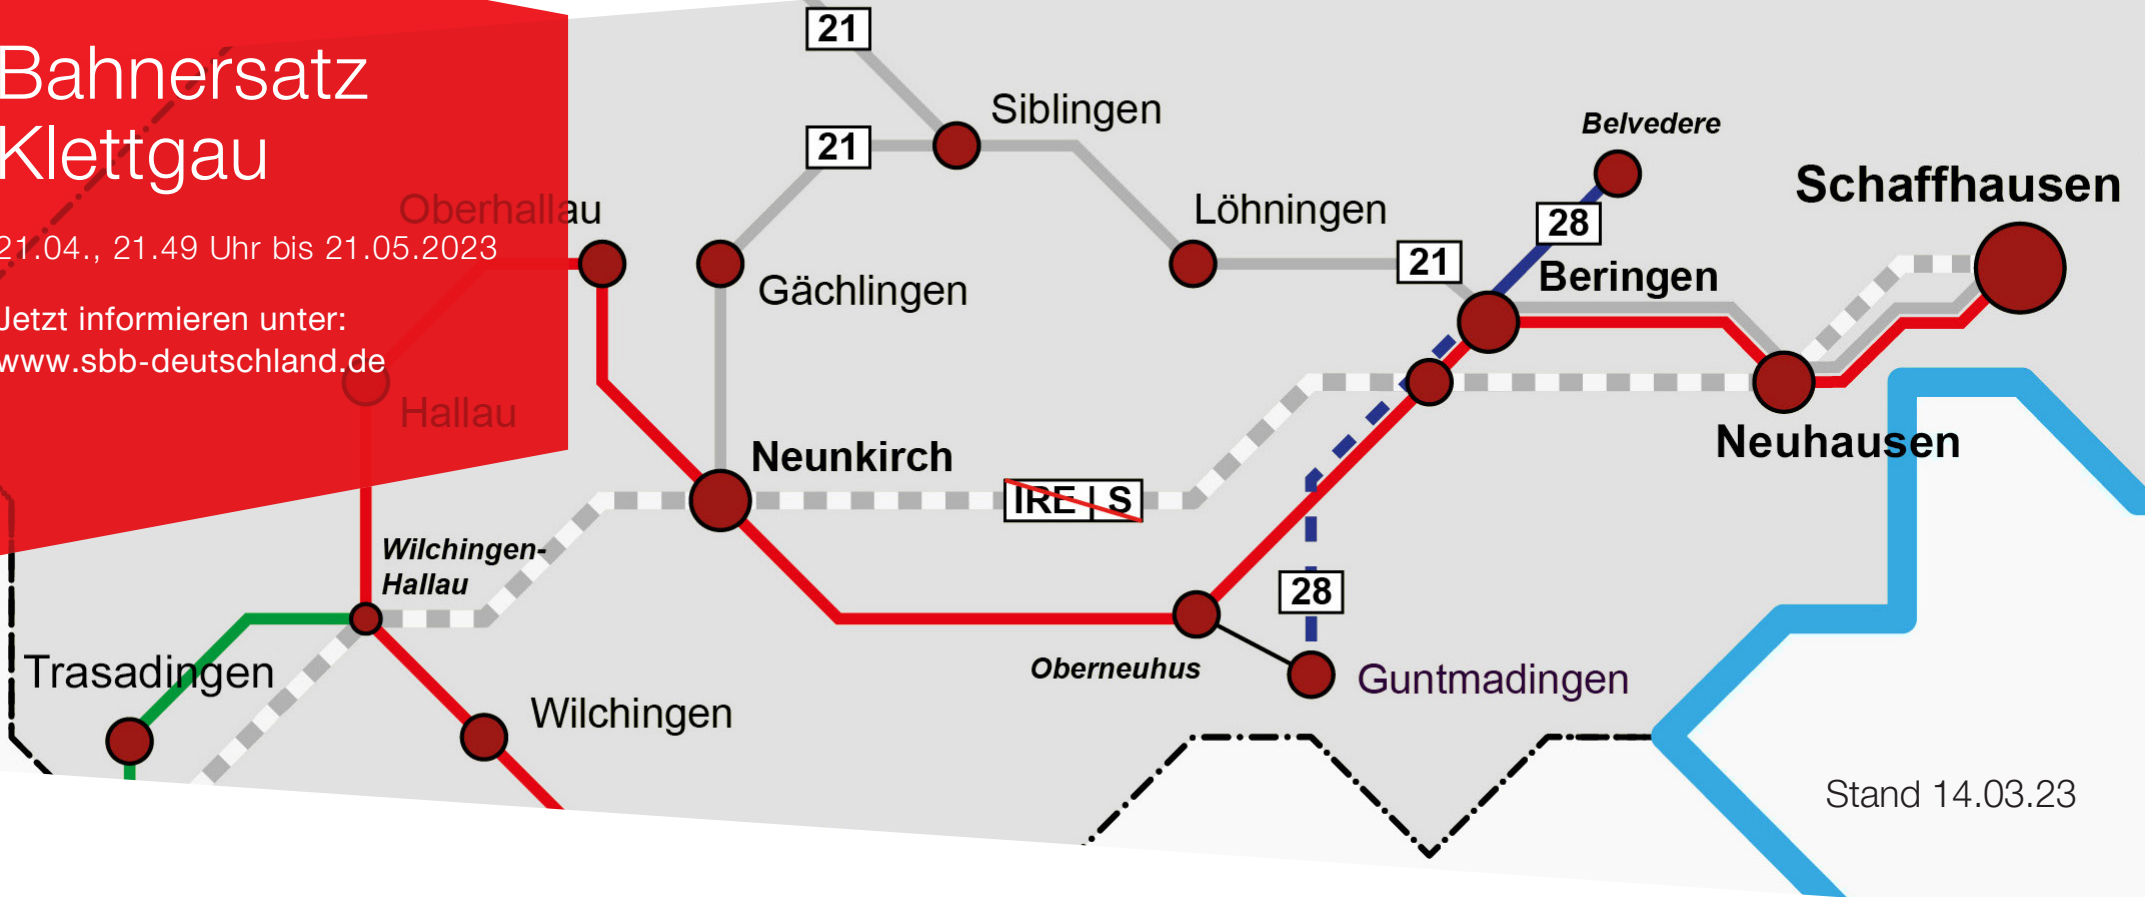 Bahnersatz
Klettgau
21.04., 21.49 Uhr bis 21.05.2023
Jetzt informieren unter:
www.sbb-deutschland.de
21
Siblingen
21
Belvedere
Schaffhausen
Oberhallau
Löhningen
28
21
Beringen
Gächlingen
Hallau
Neunkirch
Neuhausen
IRE | S
Wilchingen-
Hallau
28
Trasadingen
Oberneuhus
Guntmadingen
Wilchingen
Stand 14.03.23